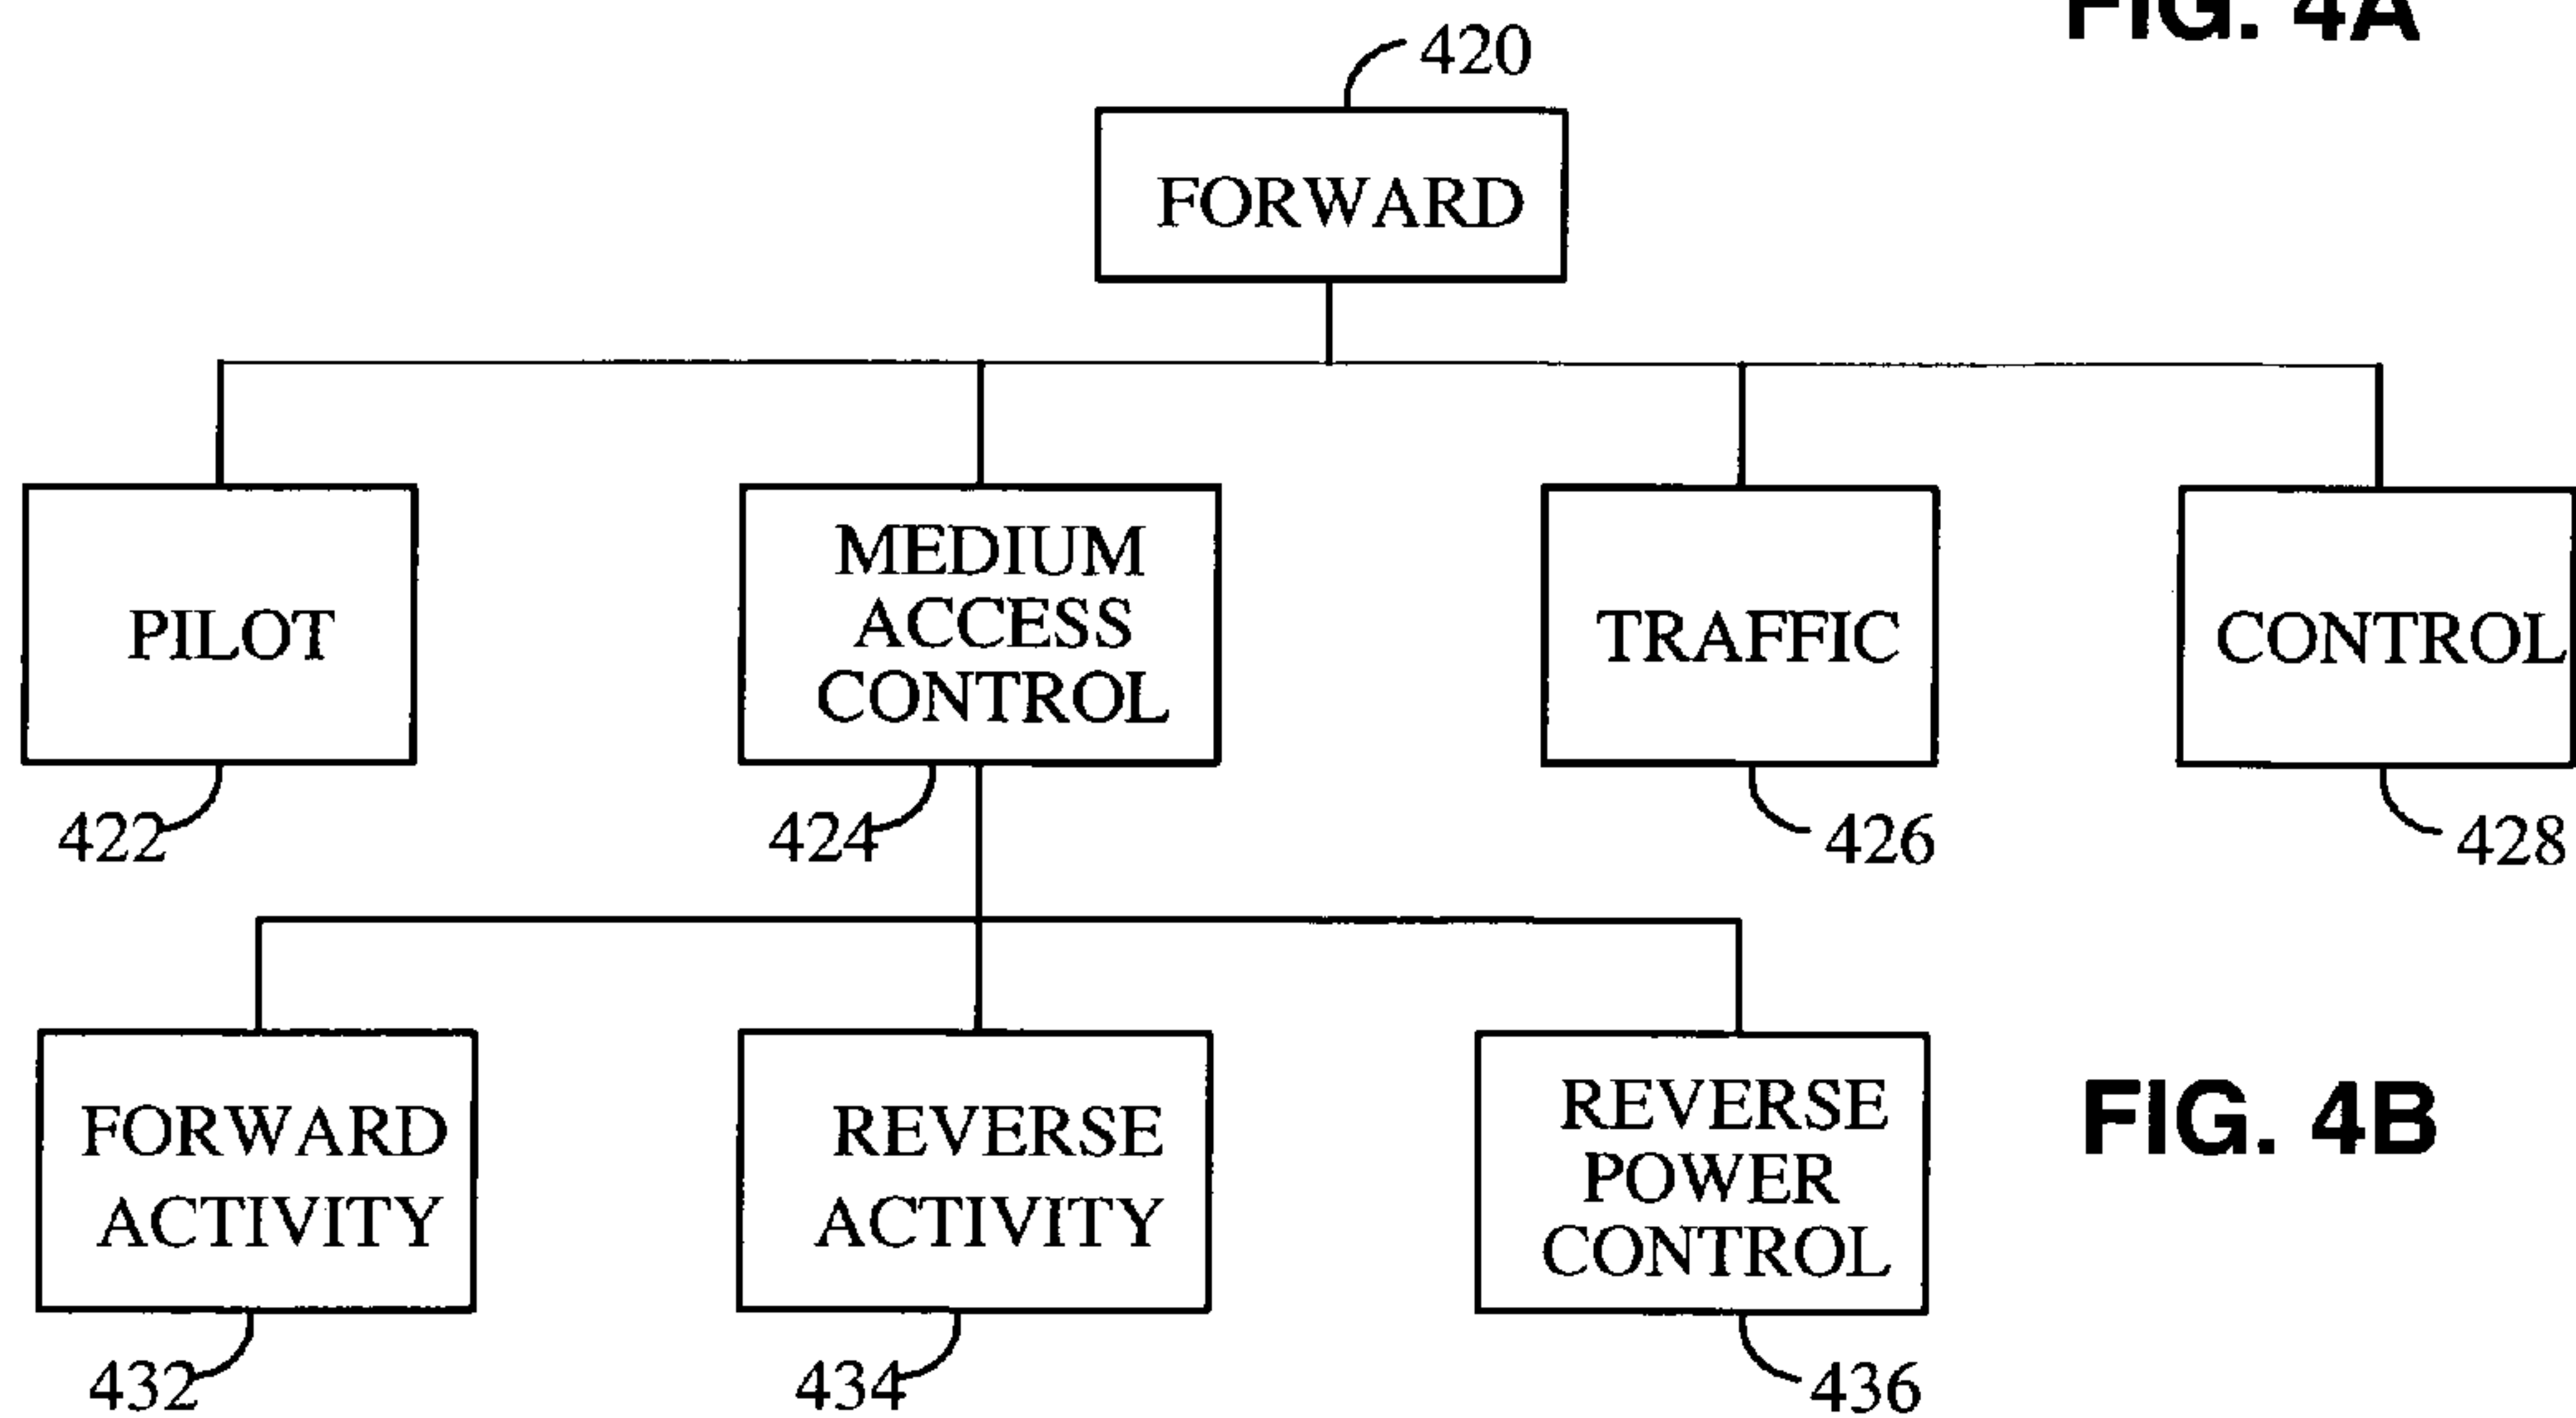 FIG. 4A
420
FORWARD
PILOT
MEDIUM
ACCESS
CONTROL
TRAFFIC
CONTROL
422
424
426
428
FORWARD
ACTIVITY
REVERSE
ACTIVITY
REVERSE
POWER
CONTROL
FIG. 4B
432
434
436